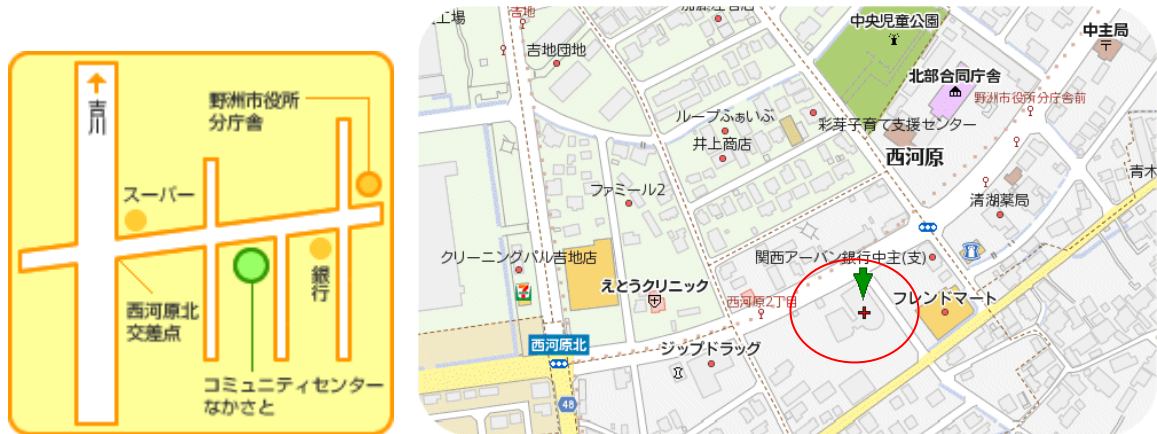 吉川
野洲市役所
分庁舎
スーパー
銀行
西河原北
交差点
コミュニティセンター
なかさと
工場
吉地
吉地団地
中央児童公園
中主局
北部合同庁舎
野洲市役所分庁舎前
ループふぁいぶ
彩芽子育て支援センター
井上商店
西河原
青木
ファミール2
清湖薬局
クリーニングパル吉地店
関西アーバン銀行中主(支)
えとうクリニック
西河原2丁目
フレンドマート
西河原北
ジップドラッグ
48